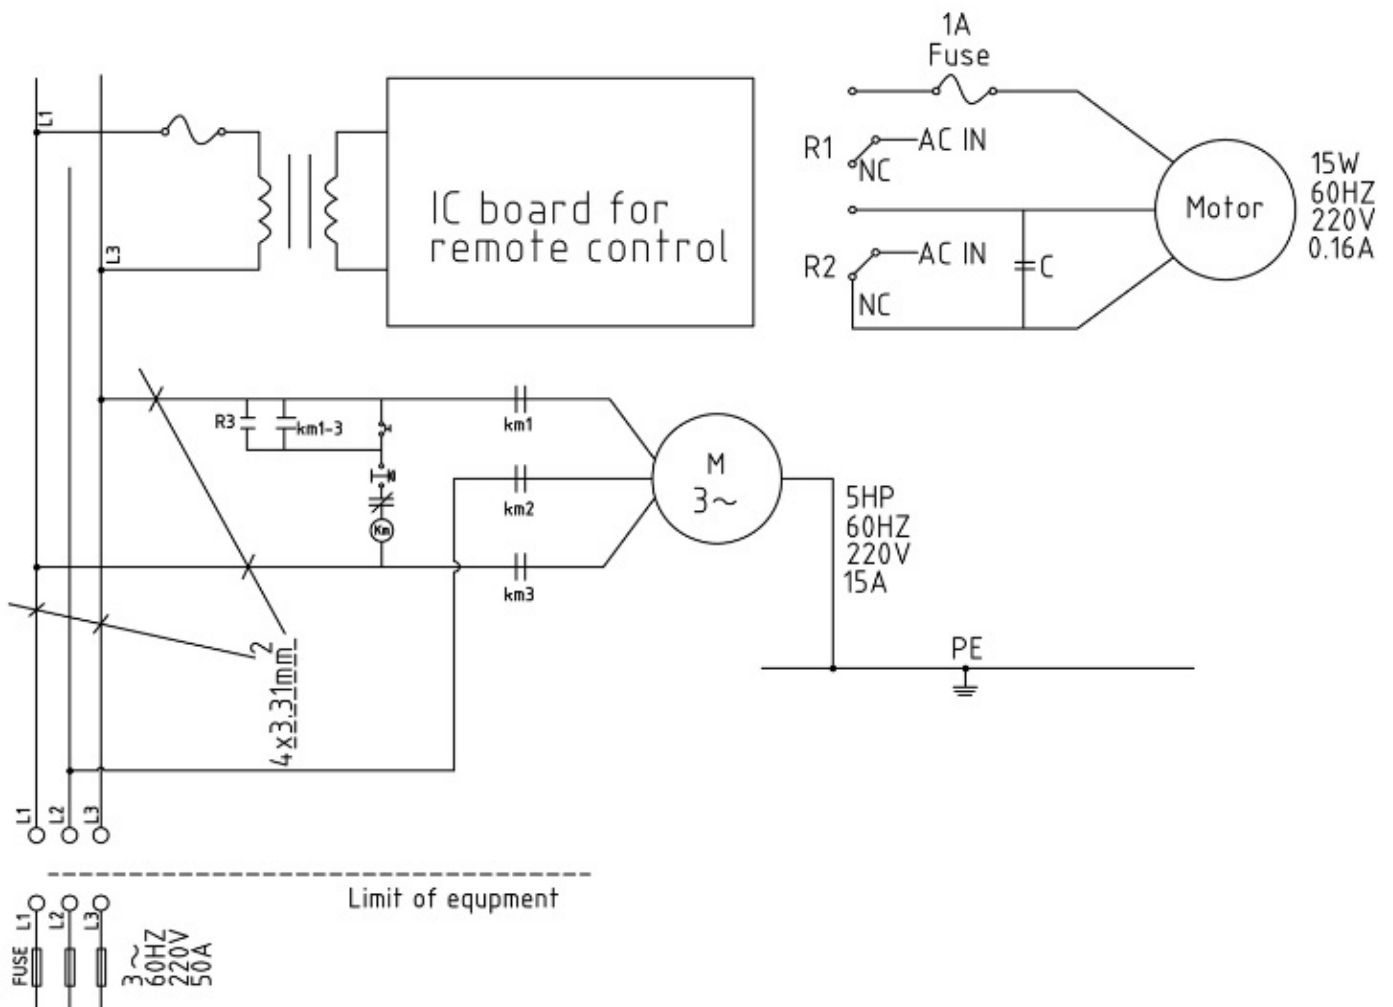 1A
Fuse
L1
R1
AC IN
NC
IC board for
remote control
Motor
15W
60HZ
220V
0.16A
L3
R2
AC IN
C
NC
R3
km1-3
km1
M
3~
km2
Km
km3
5HP
60HZ
220V
15A
4x3.31mm2
PE
L1
L2
L3
Limit of equpment
L1
L2
L3
FUSE
3~
60HZ
220V
50A